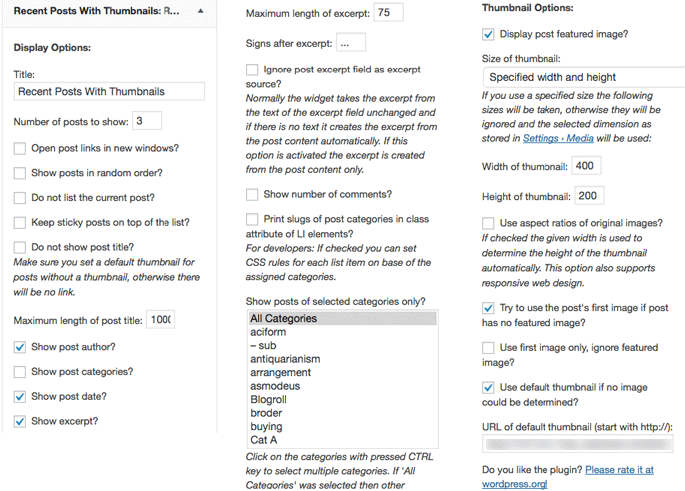 Recent Posts With Thumbnails: R...
Display Options:
Title:
Recent Posts With Thumbnails
Number of posts to show: 3
Open post links in new windows?
Show posts in random order?
Do not list the current post?
Keep sticky posts on top of the list?
Do not show post title?
Make sure you set a default thumbnail for
posts without a thumbnail, otherwise there
will be no link.
Maximum length of post title: 1000
Show post author?
Show post categories?
Show post date?
Show excerpt?
Maximum length of excerpt: 75
Signs after excerpt: ...
Ignore post excerpt field as excerpt
source?
Normally the widget takes the excerpt from
the text of the excerpt field unchanged and
if there is no text it creates the excerpt from
the post content automatically. If this
option is activated the excerpt is created
from the post content only.
Show number of comments?
Print slugs of post categories in class
attribute of LI elements?
For developers: If checked you can set
CSS rules for each list item on base of the
assigned categories.
Show posts of selected categories only?
All Categories
aciform
– sub
antiquarianism
arrangement
asmodeus
Blogroll
broder
buying
Cat A
Click on the categories with pressed CTRL
key to select multiple categories. If 'All
Categories' was selected then other
Thumbnail Options:
Display post featured image?
Size of thumbnail:
Specified width and height
If you use a specified size the following
sizes will be taken, otherwise they will be
ignored and the selected dimension as
stored in Settings › Media will be used:
Width of thumbnail: 400
Height of thumbnail: 200
Use aspect ratios of original images?
If checked the given width is used to
determine the height of the thumbnail
automatically. This option also supports
responsive web design.
Try to use the post's first image if post
has no featured image?
Use first image only, ignore featured
image?
Use default thumbnail if no image
could be determined?
URL of default thumbnail (start with http://):
Do you like the plugin? Please rate it at
wordpress.org!